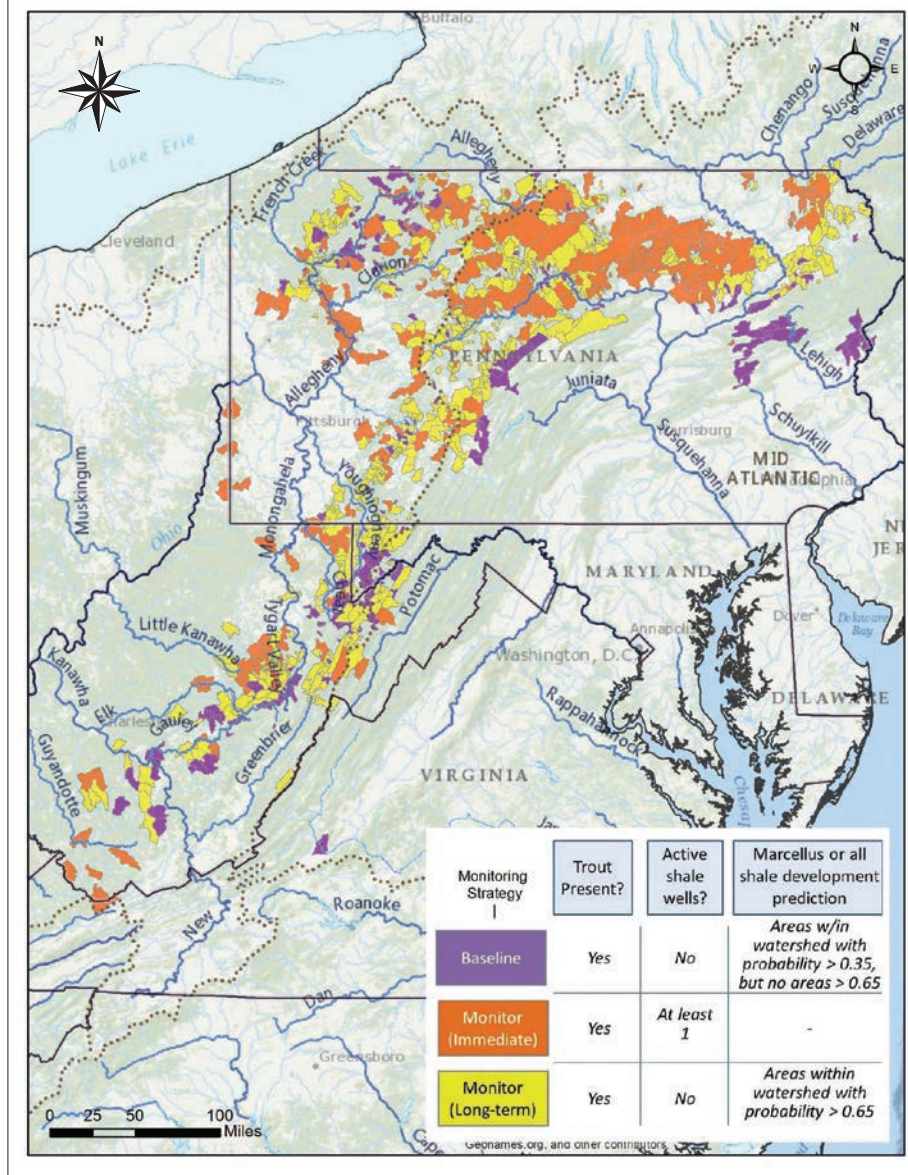 Buffalo
N
N
W
E
S
Chenango
Susquehanna
Delaware
Lake Erie
French Creek
Allegheny
Cleveland
Clarion
PENNSYLVANIA
Lehigh
Allegheny
Juniata
Pittsburgh
Harrisburg
Schuylkill
Susquehanna
MID
ATLANTIC
Muskingum
Monongahela
Youghiogheny
Ohio
Cheat
Potomac
MARYLAND
Tygart Valley
Little Kanawha
Annapolis
Dover
Delaware
Bay
Washington, D.C.
Kanawha
Elk
Gauley
DELAWARE
Rappahannock
Guyandotte
Greenbrier
VIRGINIA
New
Roanoke
Dan
Greensboro
Monitoring
Strategy
Trout
Present?
Active
shale
wells?
Marcellus or all
shale development
prediction
Baseline
Yes
No
Areas w/in
watershed with
probability > 0.35,
but no areas > 0.65
Monitor
(Immediate)
Yes
At least
1
-
Monitor
(Long-term)
Yes
No
Areas within
watershed with
probability > 0.65
0 25 50 100
Miles
Geonames.org, and other contributors